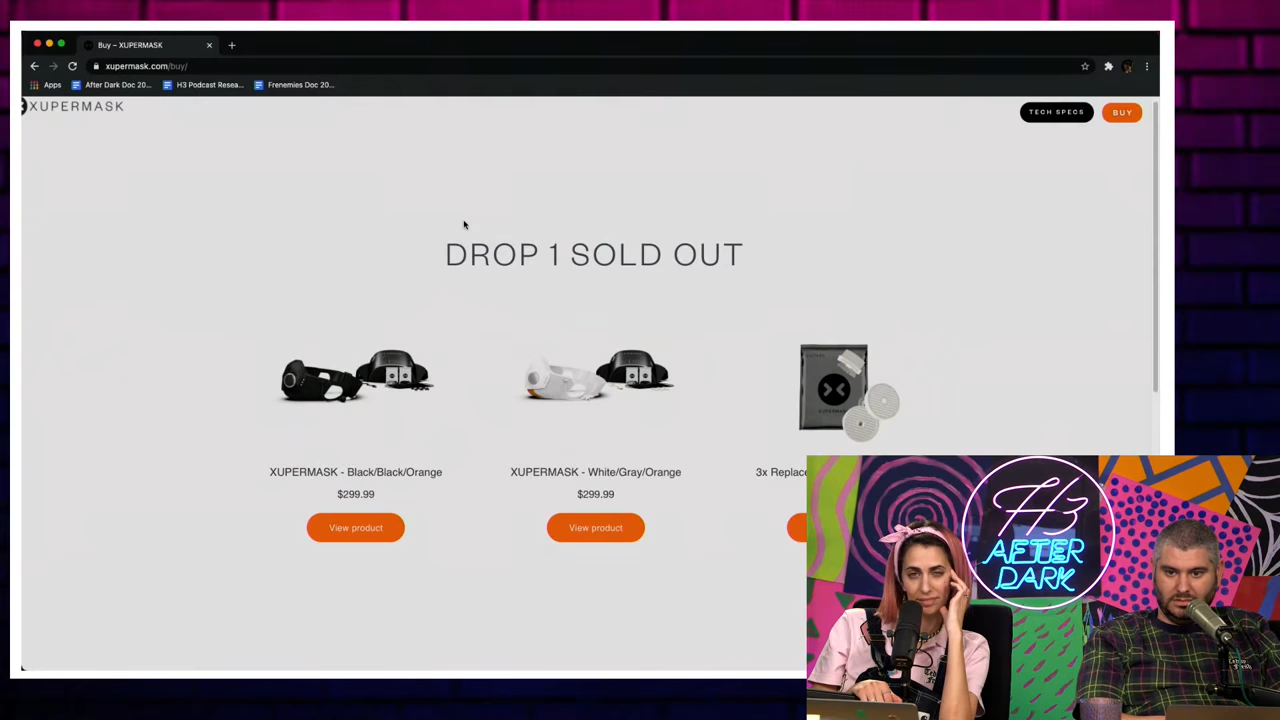 Buy – XUPERMASK
xupermask.com/buy/
Apps
After Dark Doc 20...
H3 Podcast Resea...
Frenemies Doc 20...
XUPERMASK
TECH SPECS
BUY
DROP 1 SOLD OUT
XUPERMASK
XUPERMASK - Black/Black/Orange
XUPERMASK - White/Gray/Orange
3x Replace
$299.99
$299.99
View product
View product
H3
AFTER
DARK